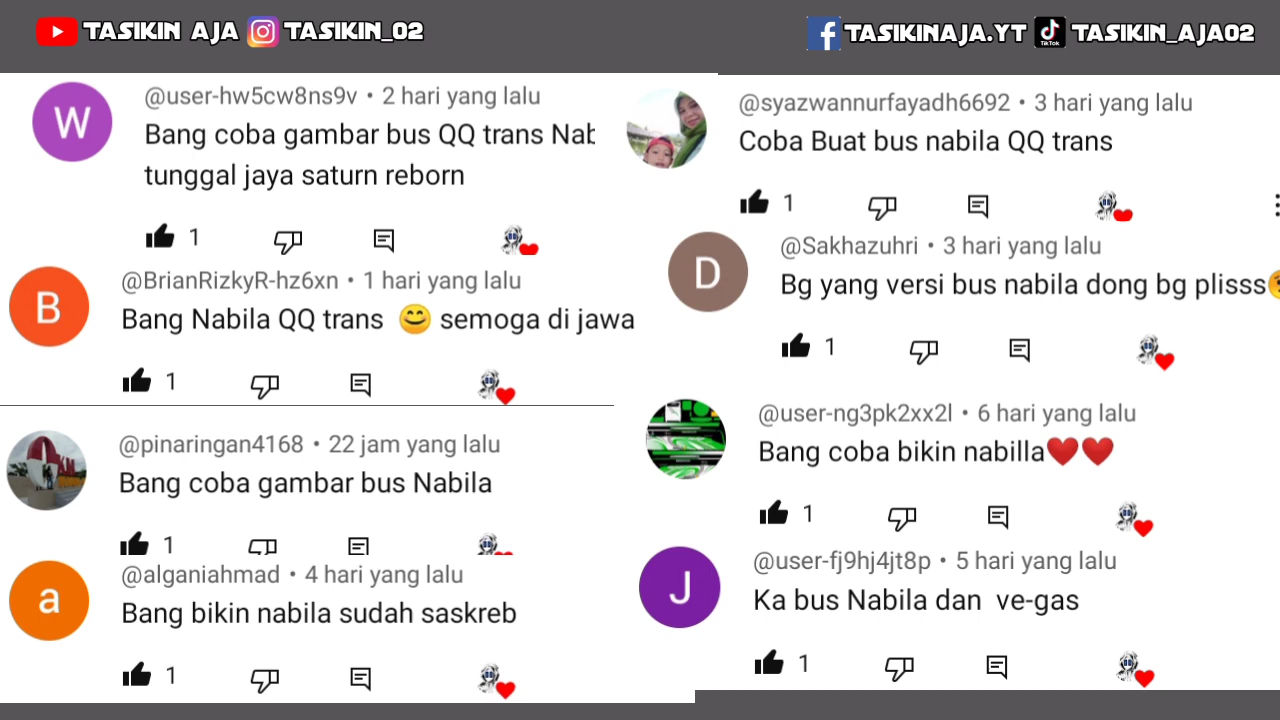 TASIKIN AJA TASIKIN_02
TASIKINAJA.YT TikTok TASIKIN_AJA02
W
@user-hw5cw8ns9v • 2 hari yang lalu
Bang coba gambar bus QQ trans
tunggal jaya saturn reborn
1
B
@BrianRizkyR-hz6xn • 1 hari yang lalu
Bang Nabila QQ trans 😊 semoga di jawa
1
@pinaringan4168 • 22 jam yang lalu
Bang coba gambar bus Nabila
1
a
@alganiahmad • 4 hari yang lalu
Bang bikin nabila sudah saskreb
1
@syazwannurfayadh6692 • 3 hari yang lalu
Coba Buat bus nabila QQ trans
1
D
@Sakhazuhri • 3 hari yang lalu
Bg yang versi bus nabila dong bg plisss
1
@user-ng3pk2xx2l • 6 hari yang lalu
Bang coba bikin nabilla❤️❤️
1
J
@user-fj9hj4jt8p • 5 hari yang lalu
Ka bus Nabila dan ve-gas
1